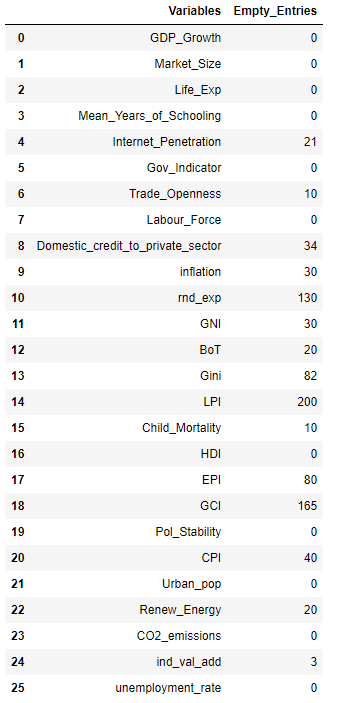 Variables Empty_Entries
0 GDP_Growth 0
1 Market_Size 0
2 Life_Exp 0
3 Mean_Years_of_Schooling 0
4 Internet_Penetration 21
5 Gov_Indicator 0
6 Trade_Openness 10
7 Labour_Force 0
8 Domestic_credit_to_private_sector 34
9 inflation 30
10 rnd_exp 130
11 GNI 30
12 BoT 20
13 Gini 82
14 LPI 200
15 Child_Mortality 10
16 HDI 0
17 EPI 80
18 GCI 165
19 Pol_Stability 0
20 CPI 40
21 Urban_pop 0
22 Renew_Energy 20
23 CO2_emissions 0
24 ind_val_add 3
25 unemployment_rate 0